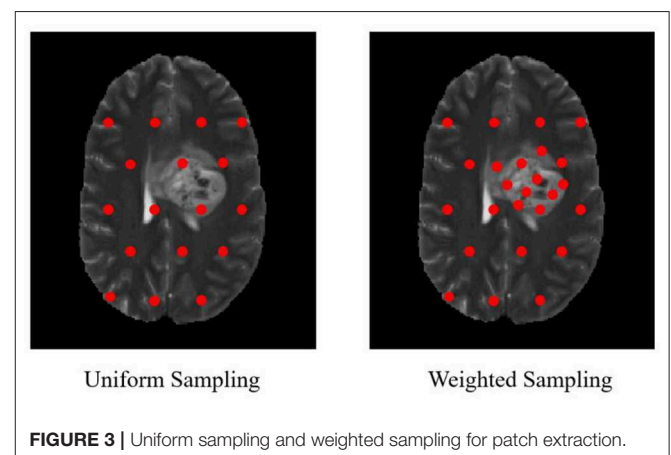 Uniform Sampling
Weighted Sampling
FIGURE 3 | Uniform sampling and weighted sampling for patch extraction.